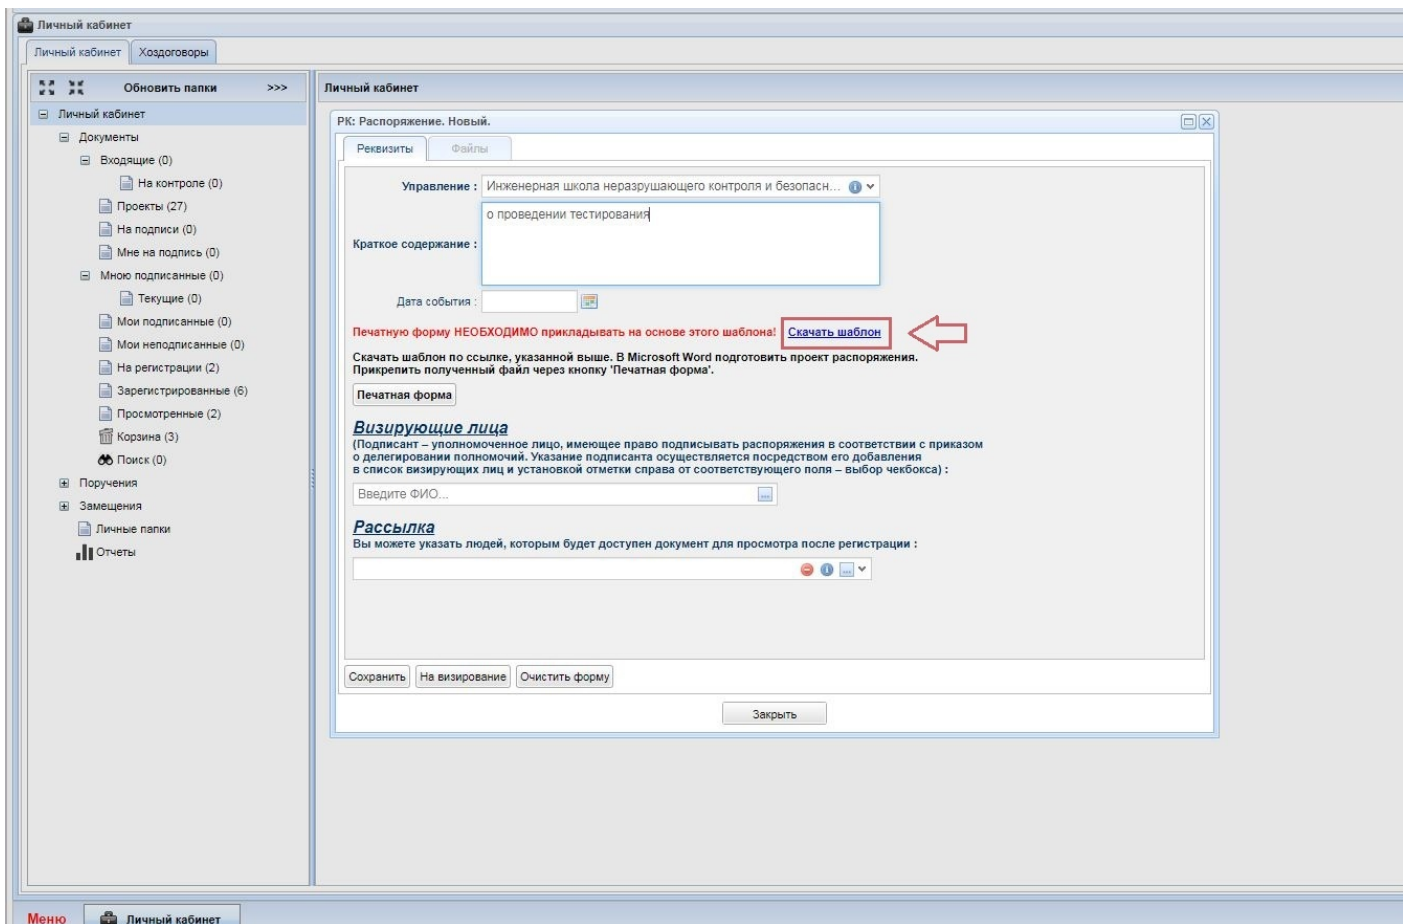 Личный кабинет
Личный кабинет
Хоздоговоры
Обновить папки >>>
Личный кабинет
Документы
Входящие (0)
На контроле (0)
Проекты (27)
На подписи (0)
Мне на подпись (0)
Мною подписанные (0)
Текущие (0)
Мои подписанные (0)
Мои неподписанные (0)
На регистрации (2)
Зарегистрированные (6)
Просмотренные (2)
Корзина (3)
Поиск (0)
Поручения
Замещения
Личные папки
Отчеты
Личный кабинет
РК: Распоряжение. Новый.
Реквизиты
Файлы
Управление : Инженерная школа неразрушающего контроля и безопасн...
о проведении тестирования
Краткое содержание :
Дата события :
Печатную форму НЕОБХОДИМО прикладывать на основе этого шаблона! Скачать шаблон
Скачать шаблон по ссылке, указанной выше. В Microsoft Word подготовить проект распоряжения.
Прикрепить полученный файл через кнопку 'Печатная форма'.
Печатная форма
Визирующие лица
(Подписант – уполномоченное лицо, имеющее право подписывать распоряжения в соответствии с приказом
о делегировании полномочий. Указание подписанта осуществляется посредством его добавления
в список визирующих лиц и установкой отметки справа от соответствующего поля – выбор чекбокса) :
Введите ФИО...
Рассылка
Вы можете указать людей, которым будет доступен документ для просмотра после регистрации :
Сохранить
На визирование
Очистить форму
Закрыть
Меню
Личный кабинет